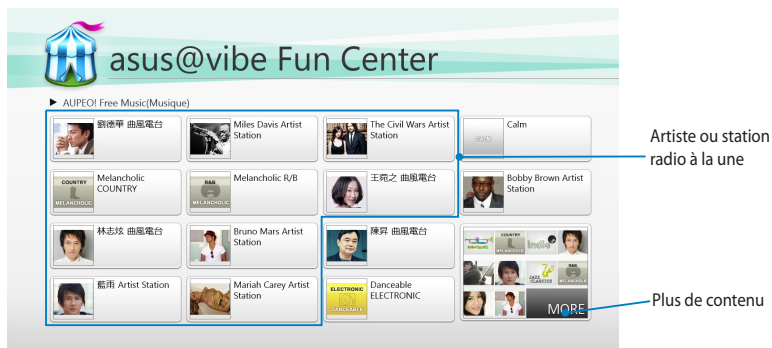 asus@vibe Fun Center
AUPEO! Free Music(Musique)
劉德華 曲風電台
Miles Davis Artist
Station
The Civil Wars Artist
Station
CALM
Calm
COUNTRY
MELANCHOLIC
Melancholic
COUNTRY
R&B
MELANCHOLIC
Melancholic R/B
王菀之 曲風電台
Bobby Brown Artist
Station
林志炫 曲風電台
Bruno Mars Artist
Station
陳昇 曲風電台
藍雨 Artist Station
Mariah Carey Artist
Station
ELECTRONIC
DANCEABLE
Danceable
ELECTRONIC
COUNTRY
MELANCHOLIC
indie
JAZZ
CLASSICS
R&B
MELANCHOLIC
MORE
Artiste ou station
radio à la une
Plus de contenu